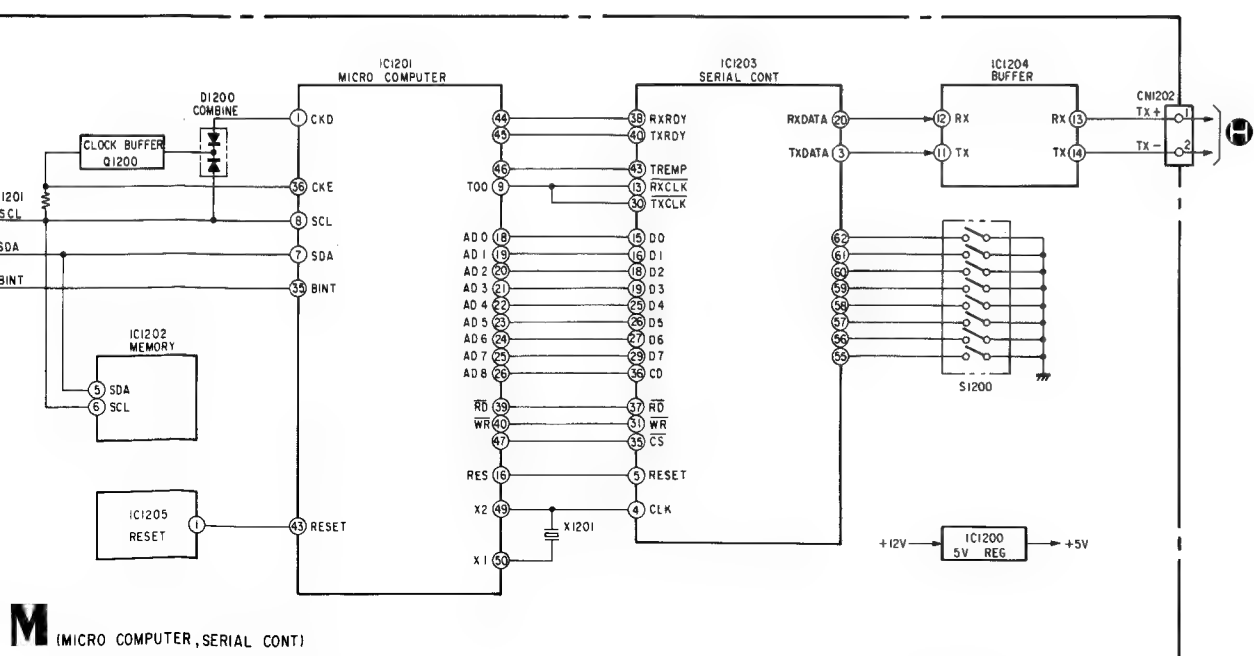 IC1201
MICRO COMPUTER
IC1203
SERIAL CONT
IC1204
BUFFER
D1200
COMBINE
CLOCK BUFFER
Q1200
1201
SCL
SDA
BINT
1 CKD
36 CKE
8 SCL
7 SDA
35 BINT
43 RESET
IC1202
MEMORY
5 SDA
6 SCL
IC1205
RESET
1
44
45
46
TOO 9
AD0 18
AD1 19
AD2 20
AD3 21
AD4 22
AD5 23
AD6 24
AD7 25
AD8 26
RD 39
WR 40
47
RES 16
X2 49
X1 50
X1201
38 RXRDY
40 TXRDY
43 TREMP
13 RXCLK
30 TXCLK
15 D0
16 D1
18 D2
19 D3
25 D4
26 D5
27 D6
29 D7
36 CD
37 RD
31 WR
35 CS
5 RESET
4 CLK
RXDATA 20
TXDATA 3
62
61
60
59
58
57
56
55
12 RX
11 TX
RX 13
TX 14
CN1202
TX+ 1
TX- 2
H
S1200
+12V
IC1200
5V REG
+5V
M (MICRO COMPUTER, SERIAL CONT)